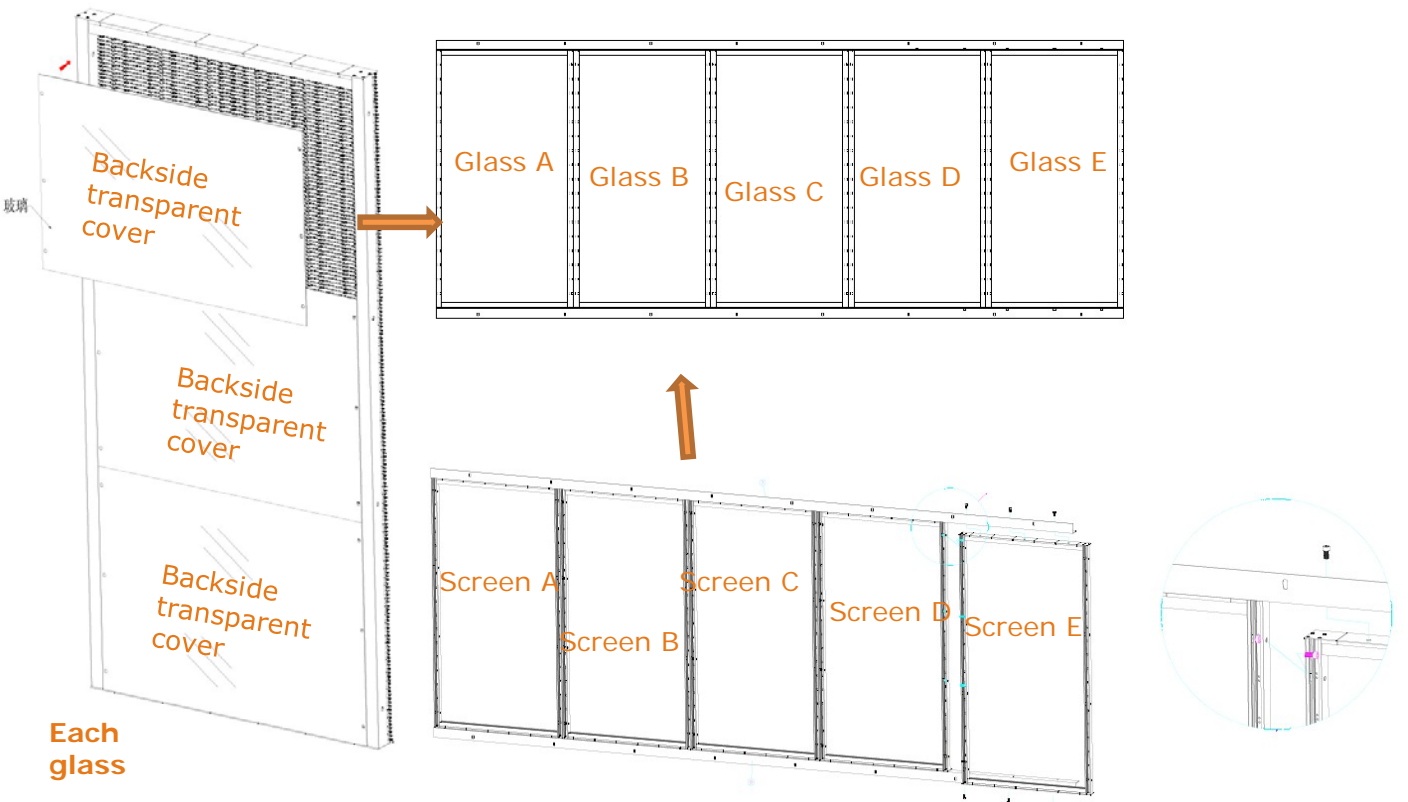 Backside
transparent
cover
玻璃
Backside
transparent
cover
Backside
transparent
cover
Each
glass
Glass A
Glass B
Glass C
Glass D
Glass E
Screen A
Screen B
Screen C
Screen D
Screen E